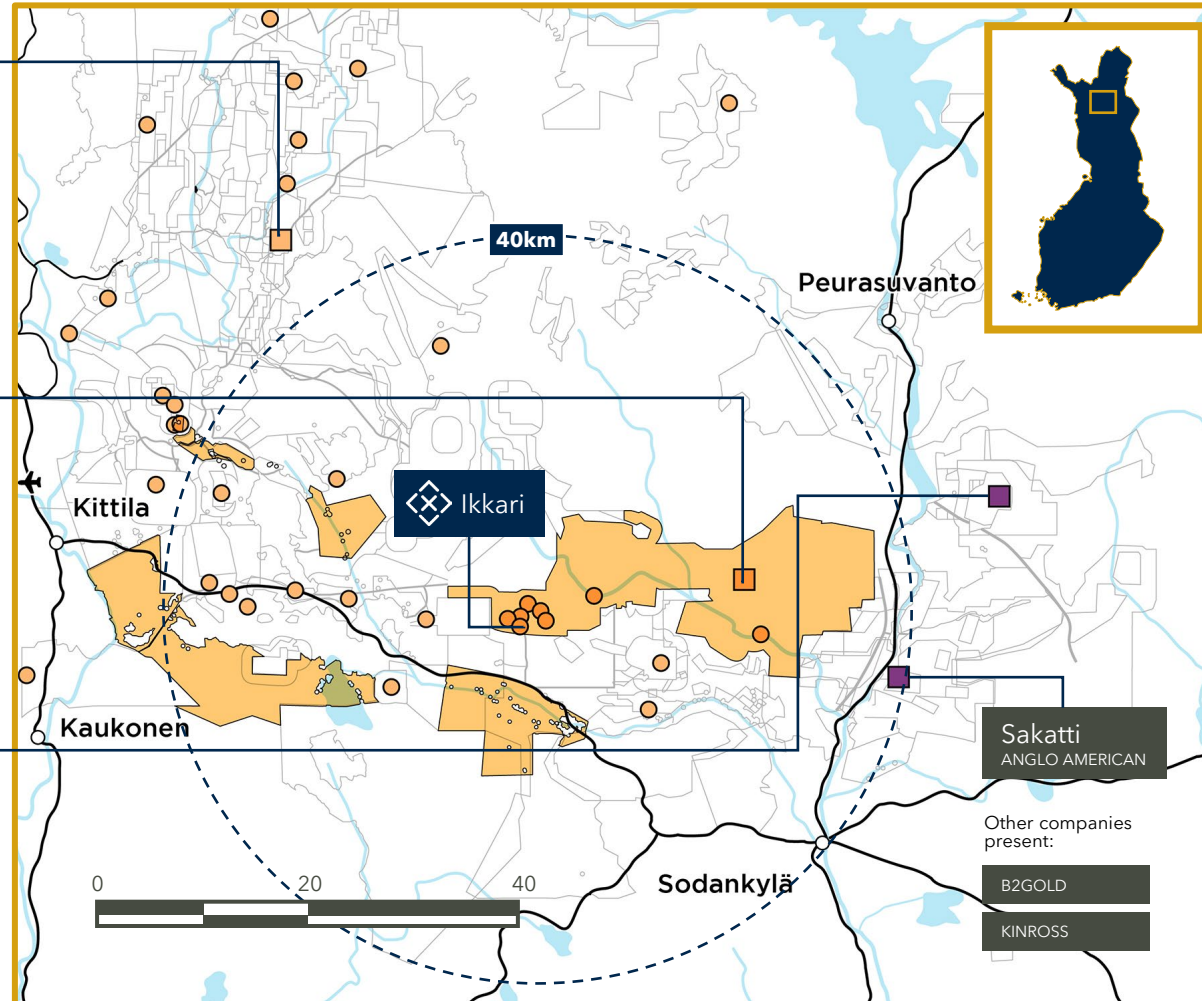 40km
Peurasuvanto
Ikkari
Kittila
Kaukonen
Sakatti
ANGLO AMERICAN
Other companies
present:
0 20 40
Sodankylä
B2GOLD
KINROSS